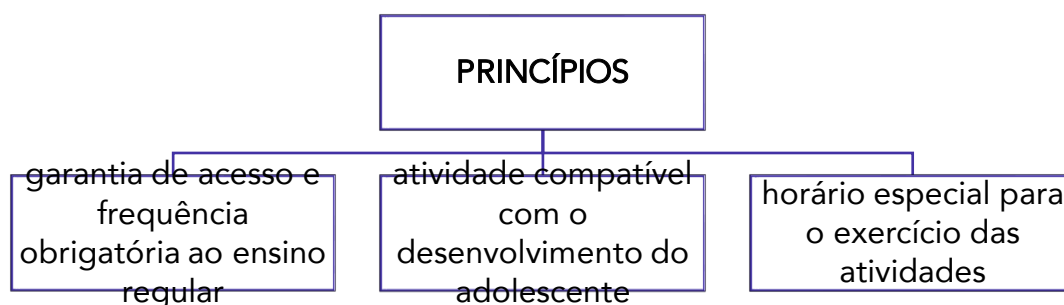 PRINCÍPIOS
garantia de acesso e
frequência
obrigatória ao ensino
regular
atividade compatível
com o
desenvolvimento do
adolescente
horário especial para
o exercício das
atividades